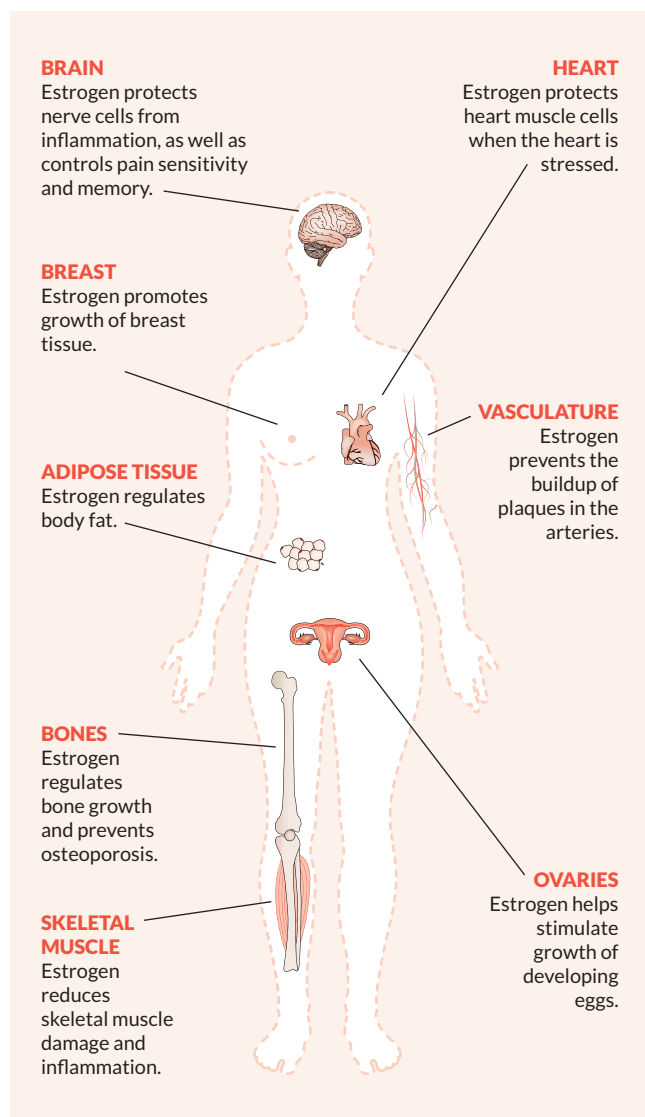 BRAIN
Estrogen protects
nerve cells from
inflammation, as well as
controls pain sensitivity
and memory.
HEART
Estrogen protects
heart muscle cells
when the heart is
stressed.
BREAST
Estrogen promotes
growth of breast
tissue.
VASCULATURE
Estrogen
prevents the
buildup of
plaques in the
arteries.
ADIPOSE TISSUE
Estrogen regulates
body fat.
BONES
Estrogen
regulates
bone growth
and prevents
osteoporosis.
OVARIES
Estrogen helps
stimulate
growth of
developing
eggs.
SKELETAL
MUSCLE
Estrogen
reduces
skeletal muscle
damage and
inflammation.